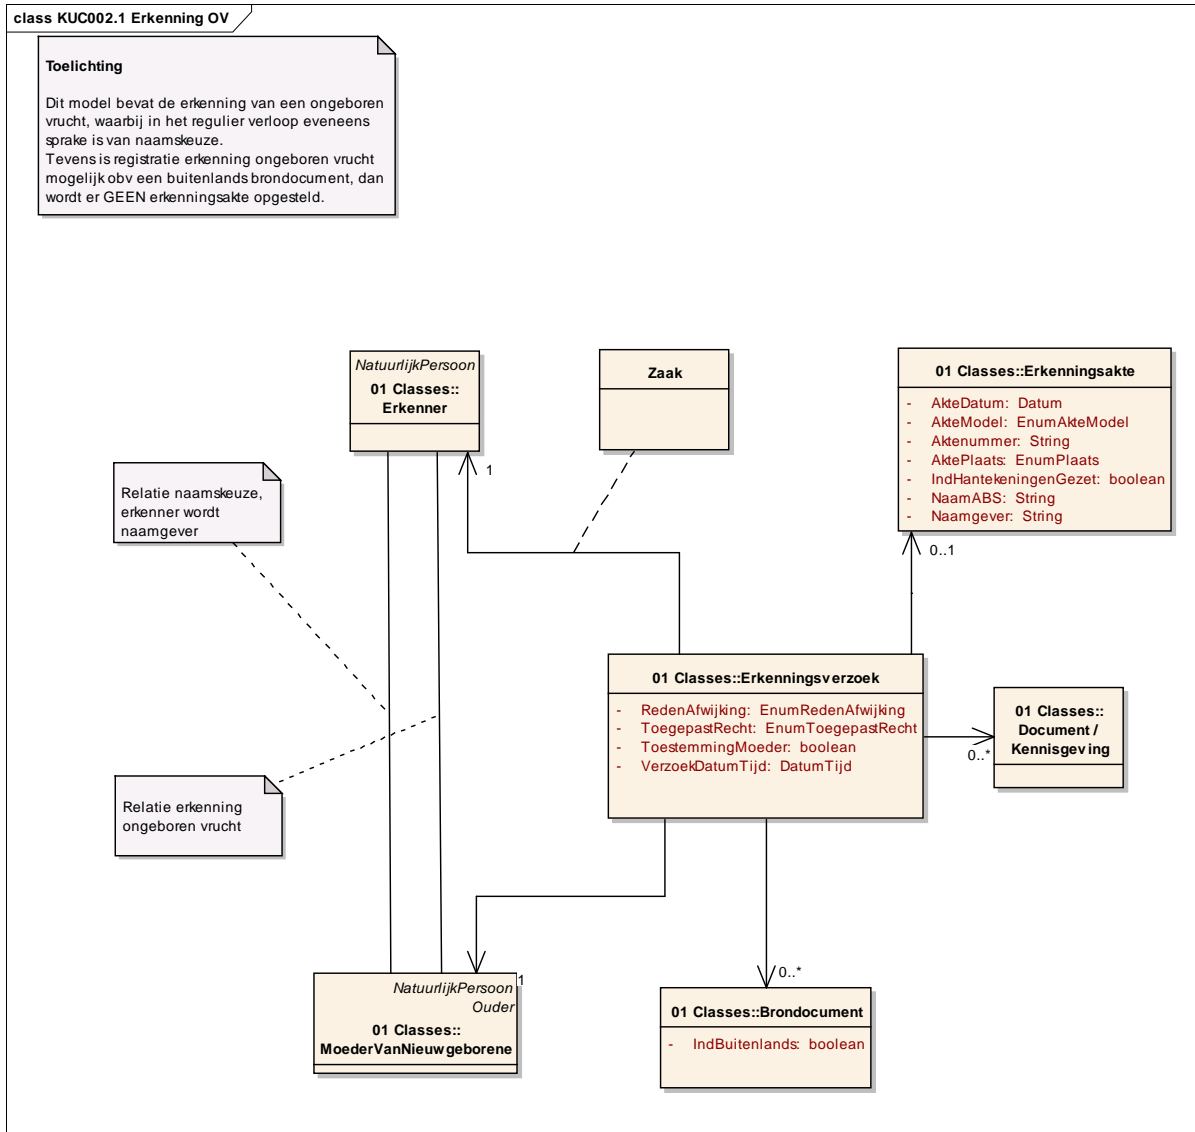 class KUC002.1 Erkenning OV
Toelichting
Dit model bevat de erkenning van een ongeboren
vrucht, waarbij in het regulier verloop eveneens
sprake is van naamskeuze.
Tevens is registratie erkenning ongeboren vrucht
mogelijk obv een buitenlands brondocument, dan
wordt er GEEN erkenningsakte opgesteld.
NatuurlijkPersoon
01 Classes::
Erkenner
Zaak
01 Classes::Erkenningsakte
- AkteDatum: Datum
- AkteModel: EnumAkteModel
- Aktenummer: String
- AktePlaats: EnumPlaats
- IndHantekeningenGezet: boolean
- NaamABS: String
- Naamgever: String
1
0..1
Relatie naamskeuze,
erkenner wordt
naamgever
01 Classes::Erkenningsverzoek
- RedenAfwijking: EnumRedenAfwijking
- ToegepastRecht: EnumToegepastRecht
- ToestemmingMoeder: boolean
- VerzoekDatumTijd: DatumTijd
0..*
01 Classes::
Document /
Kennisgeving
Relatie erkenning
ongeboren vrucht
1
0..*
NatuurlijkPersoon
Ouder
01 Classes::
MoederVanNieuwgeborene
01 Classes::Brondocument
- IndBuitenlands: boolean